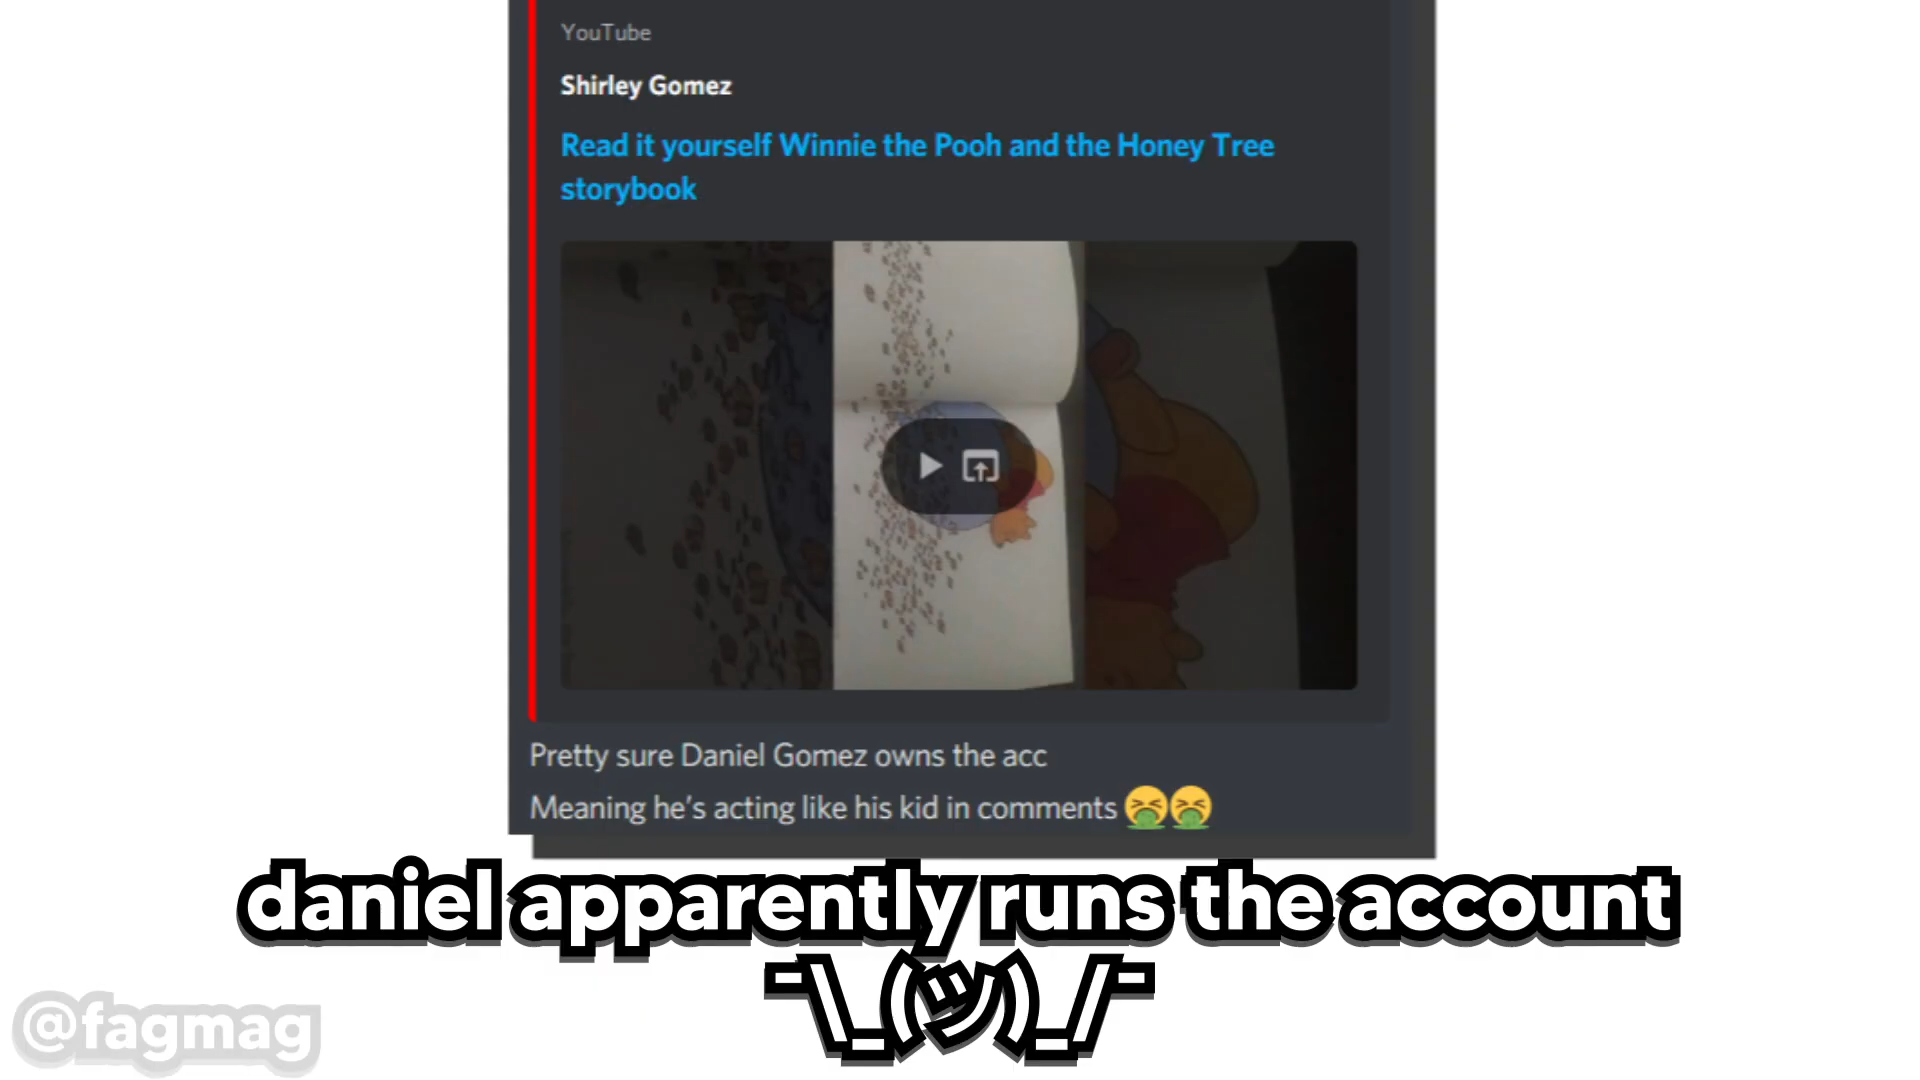 YouTube
Shirley Gomez
Read it yourself Winnie the Pooh and the Honey Tree
storybook
Pretty sure Daniel Gomez owns the acc
Meaning he's acting like his kid in comments 🤮🤮
daniel apparently runs the account
¯\_(ツ)_/¯
@fagmag